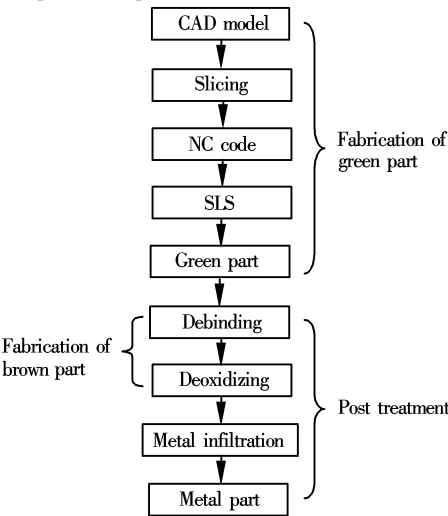 CAD model
Slicing
NC code
SLS
Green part
Fabrication of
green part
Debinding
Deoxidizing
Fabrication of
brown part
Metal infiltration
Metal part
Post treatment